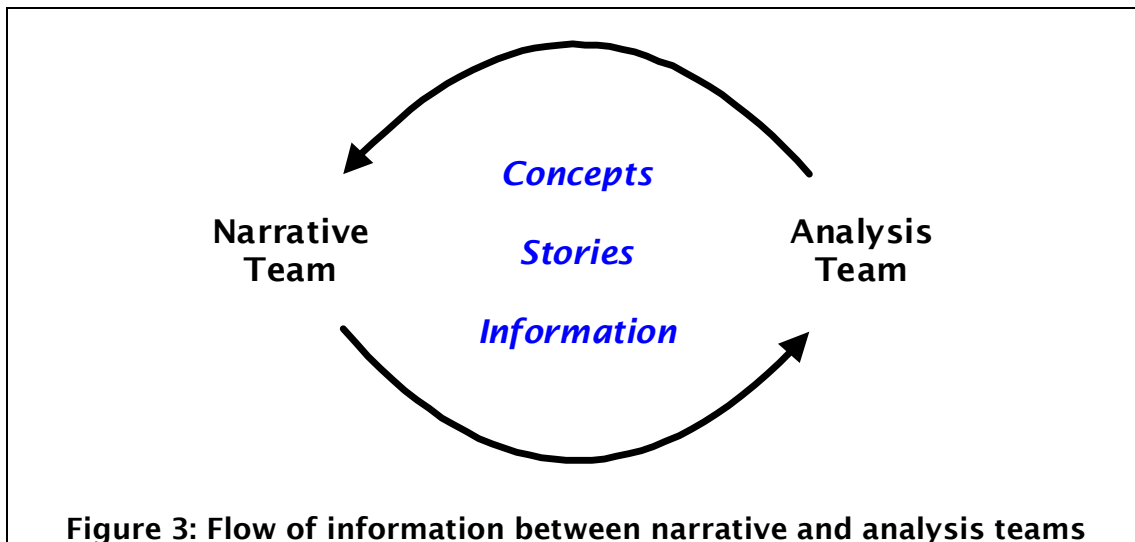 Concepts
Narrative
Team
Stories
Analysis
Team
Information
Figure 3: Flow of information between narrative and analysis teams